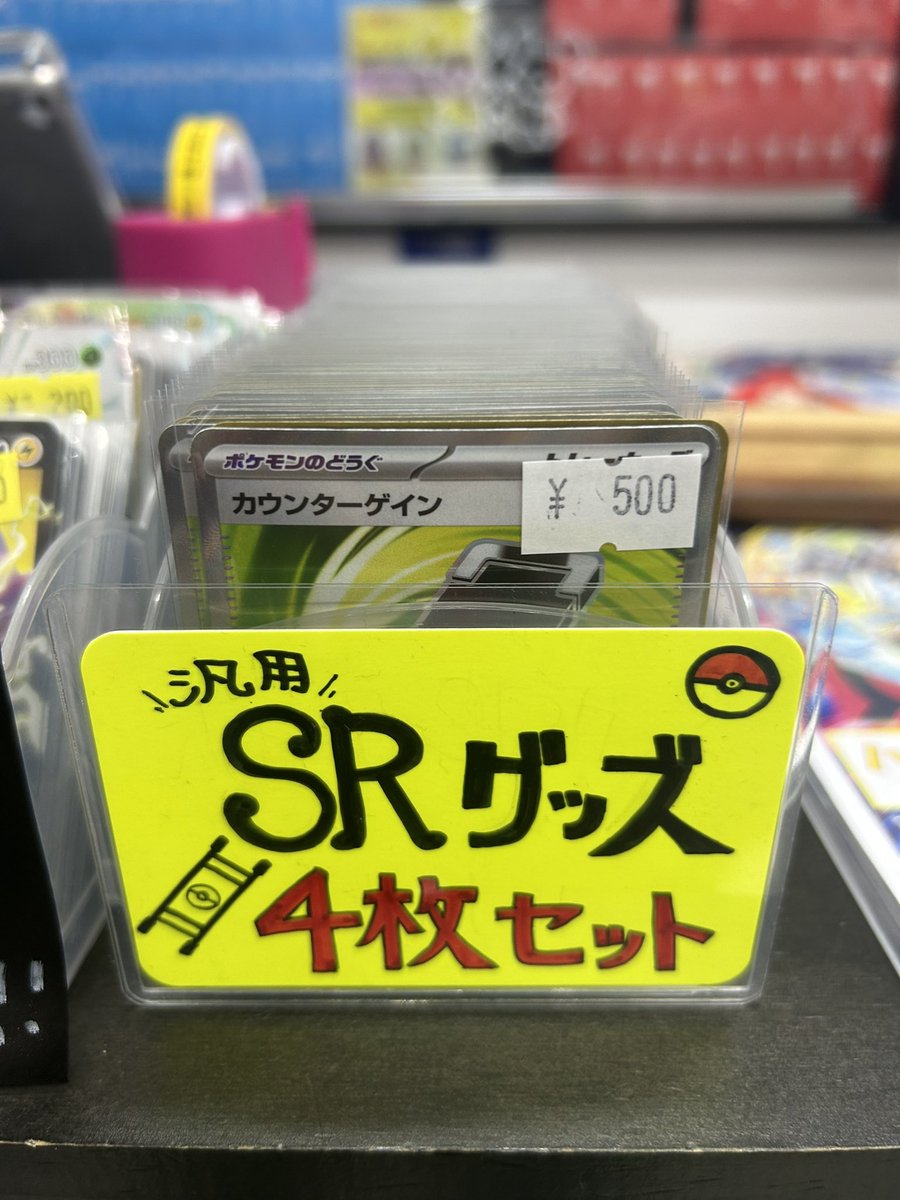 ¥ 200
ポケモンのどうぐ
カウンターゲイン
¥ 500
汎用
SRグッズ
4枚セット